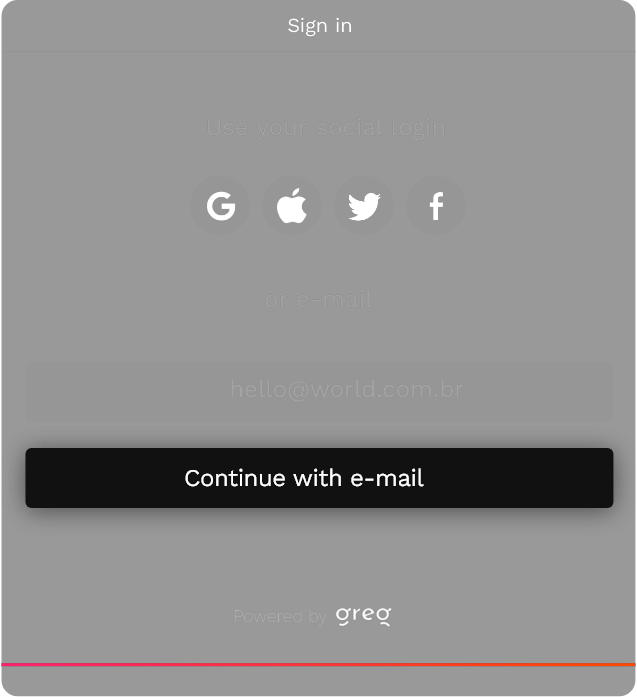 Sign in
Use your social login
or e-mail
hello@world.com.br
Continue with e-mail
Powered by greg